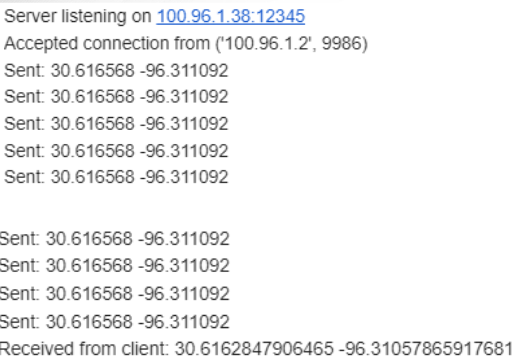 Server listening on 100.96.1.38:12345
Accepted connection from ('100.96.1.2', 9986)
Sent: 30.616568 -96.311092
Sent: 30.616568 -96.311092
Sent: 30.616568 -96.311092
Sent: 30.616568 -96.311092
Sent: 30.616568 -96.311092
Sent: 30.616568 -96.311092
Sent: 30.616568 -96.311092
Sent: 30.616568 -96.311092
Sent: 30.616568 -96.311092
Received from client: 30.6162847906465 -96.31057865917681